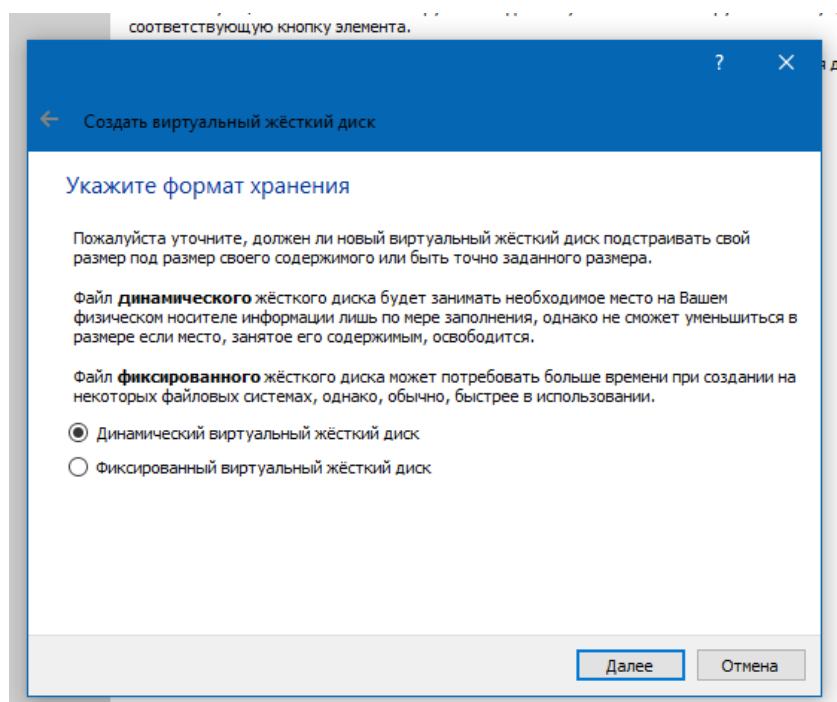 соответствующую кнопку элемента.
?
Создать виртуальный жёсткий диск
Укажите формат хранения
Пожалуйста уточните, должен ли новый виртуальный жёсткий диск подстраивать свой
размер под размер своего содержимого или быть точно заданного размера.
Файл динамического жёсткого диска будет занимать необходимое место на Вашем
физическом носителе информации лишь по мере заполнения, однако не сможет уменьшиться в
размере если место, занятое его содержимым, освободится.
Файл фиксированного жёсткого диска может потребовать больше времени при создании на
некоторых файловых системах, однако, обычно, быстрее в использовании.
Динамический виртуальный жёсткий диск
Фиксированный виртуальный жёсткий диск
Далее
Отмена